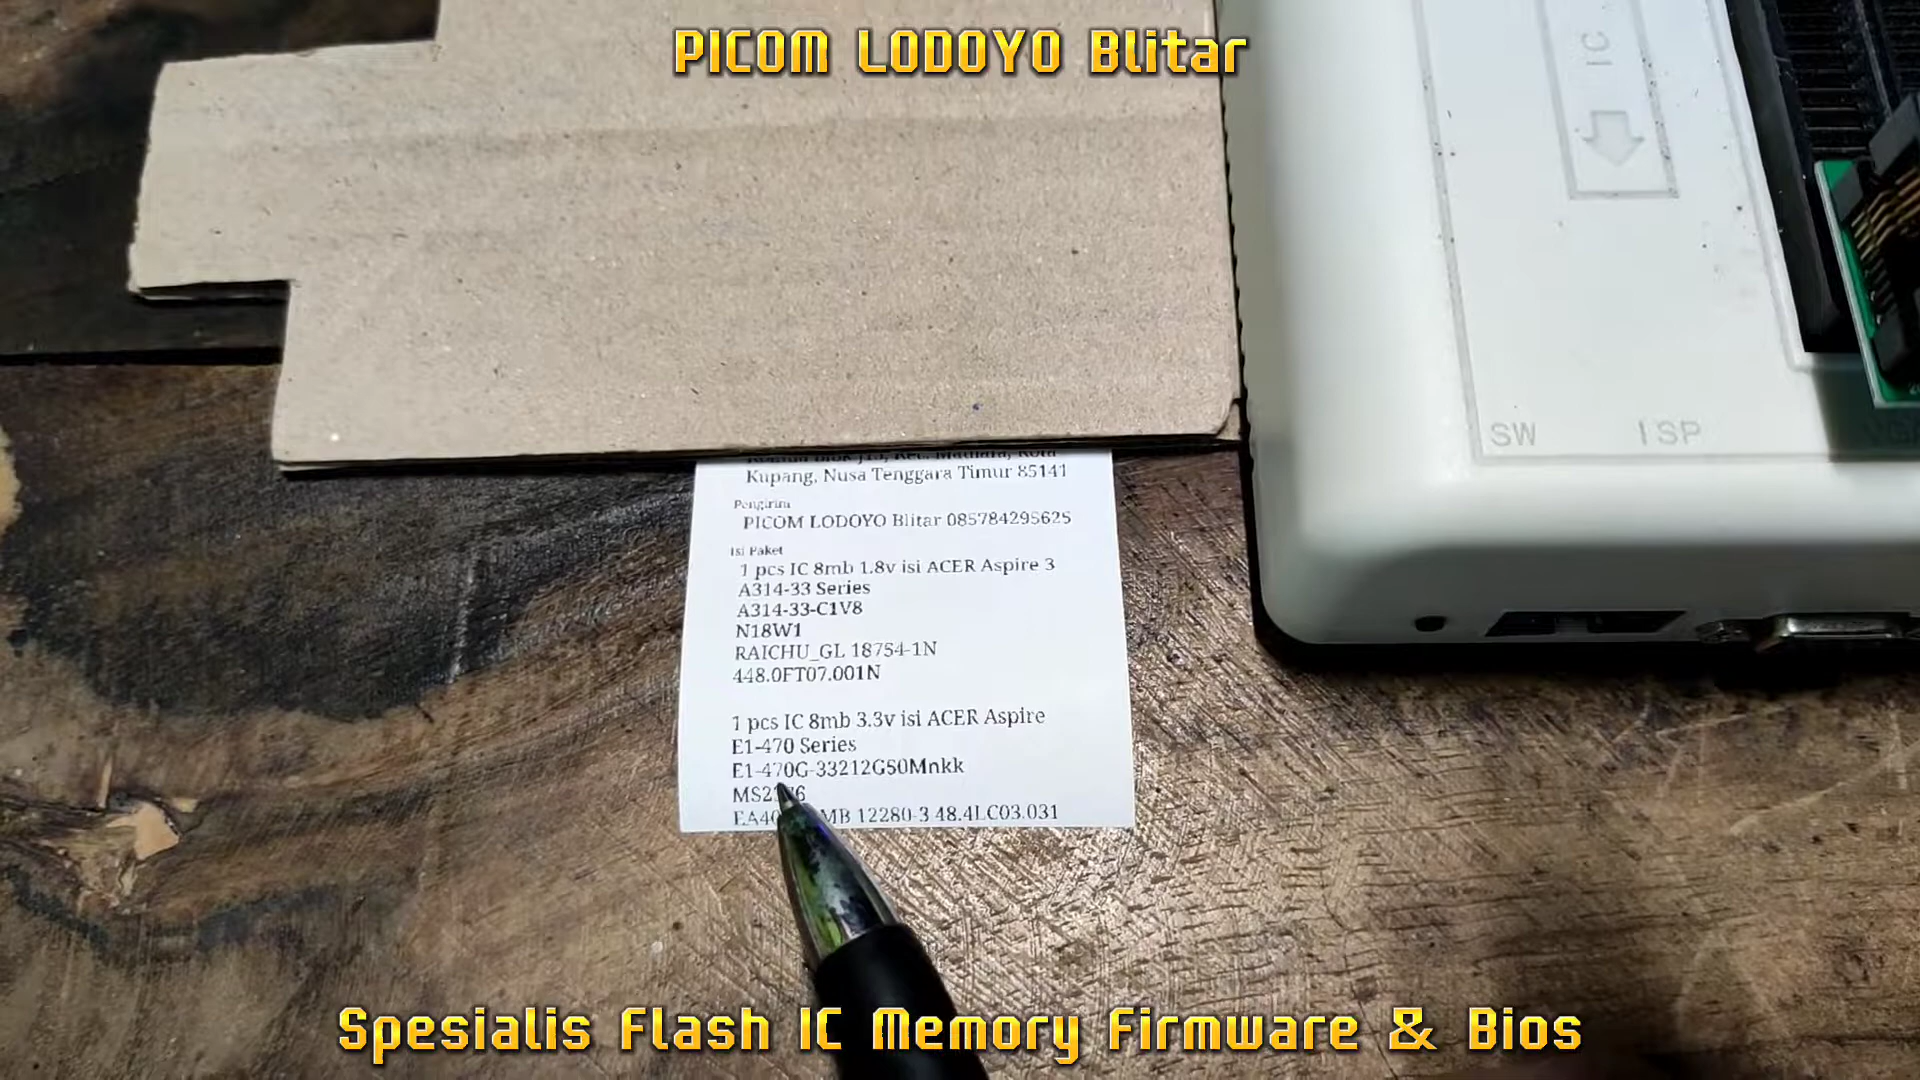 PICOM LODOYO Blitar
IC
SW
ISP
Kupang, Nusa Tenggara Timur 85141
Pengirim
PICOM LODOYO Blitar 085784295625
Isi Paket
1 pcs IC 8mb 1.8v isi ACER Aspire 3
A314-33 Series
A314-33-C1V8
N18W1
RAICHU_GL 18754-1N
448.0FT07.001N
1 pcs IC 8mb 3.3v isi ACER Aspire
E1-470 Series
E1-470G-33212G50Mnkk
12280-3 48.4LC03.031
Spesialis Flash IC Memory Firmware & Bios